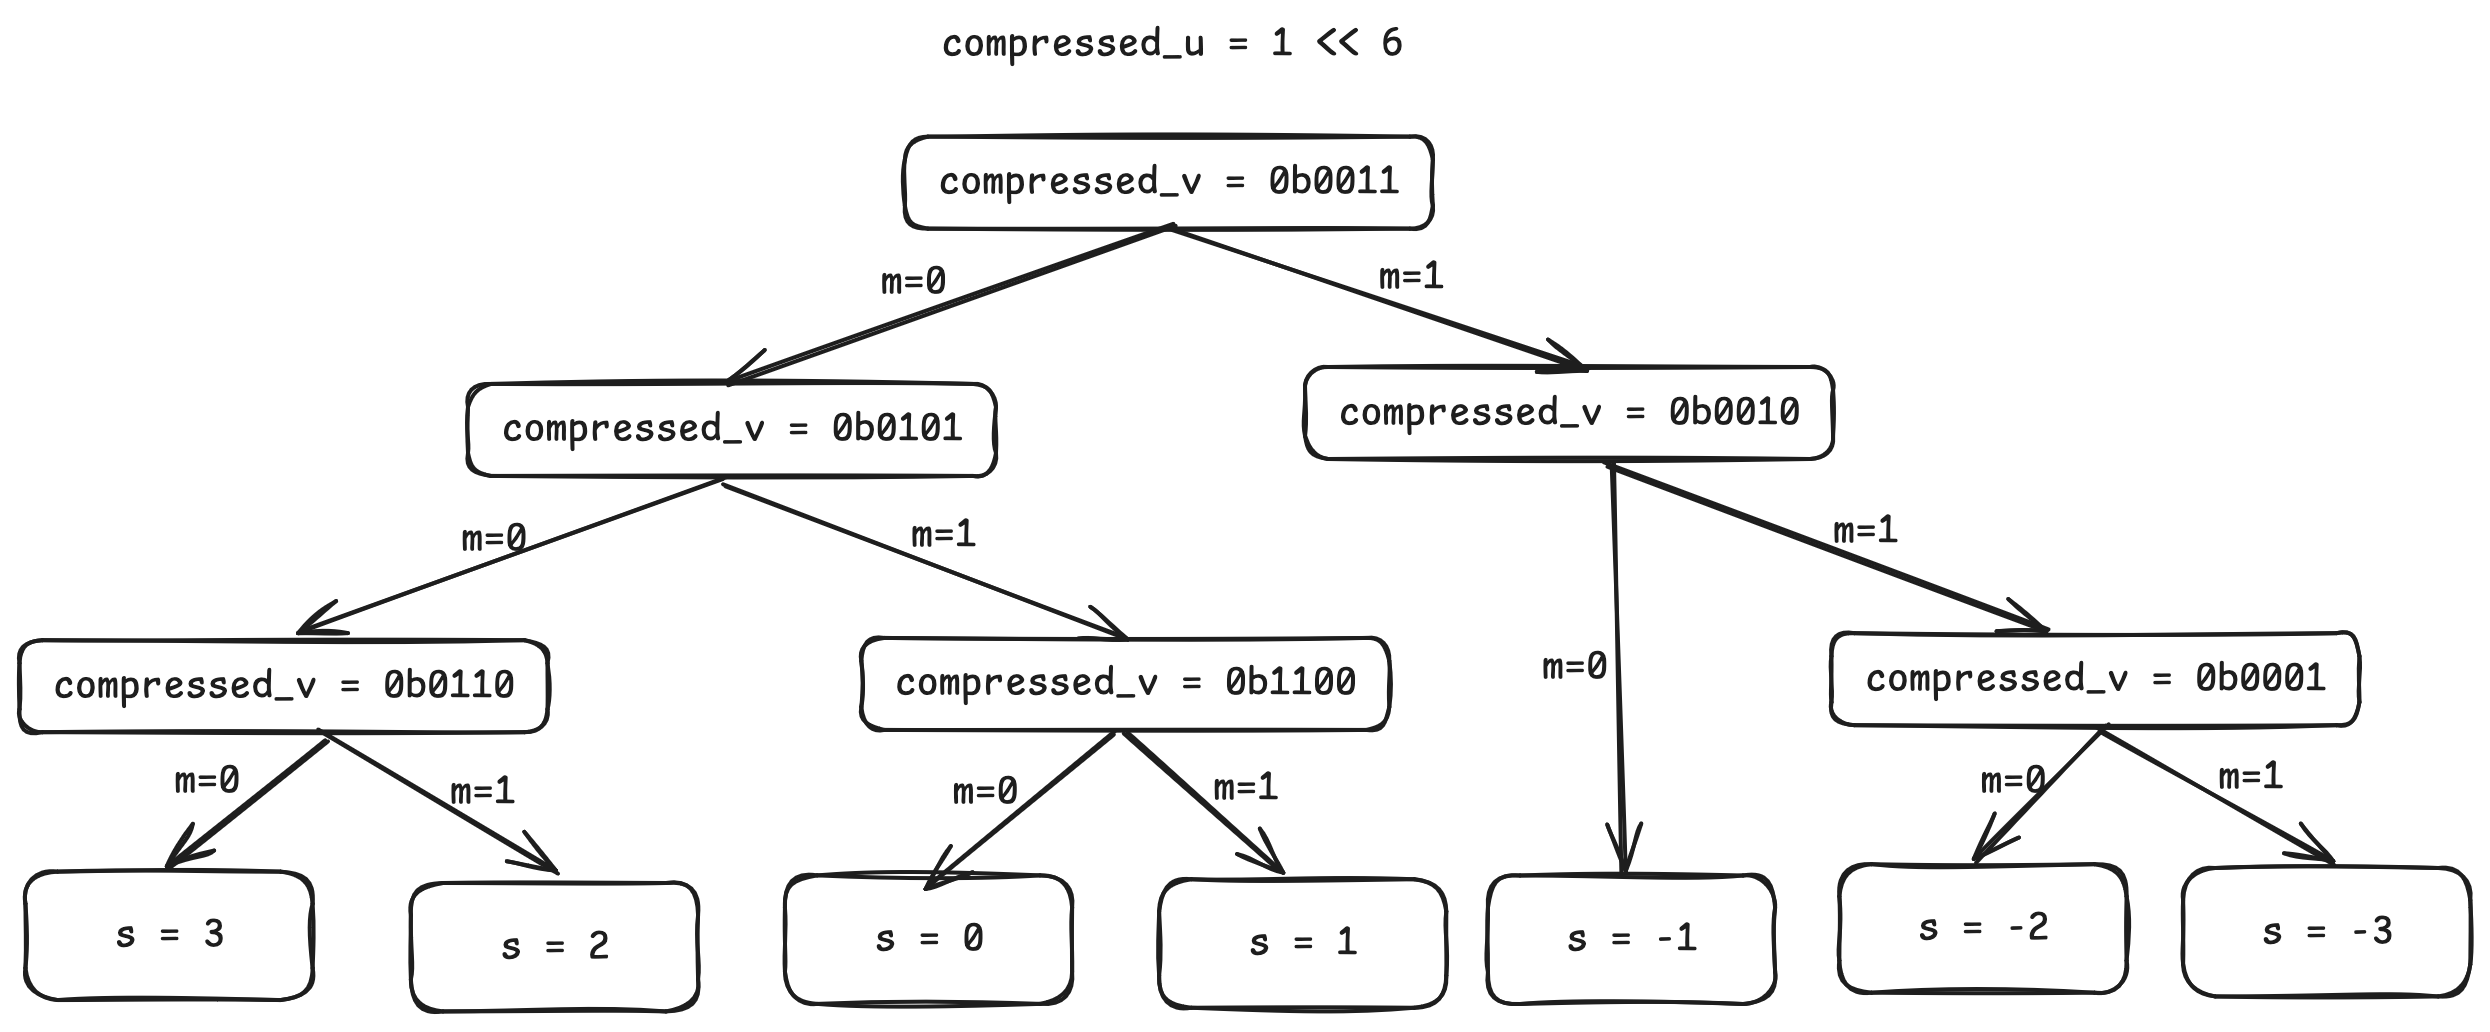 compressed_u = 1 << 6
compressed_v = 0b0011
m=0
m=1
compressed_v = 0b0101
compressed_v = 0b0010
m=0
m=1
m=0
m=1
compressed_v = 0b0110
compressed_v = 0b1100
compressed_v = 0b0001
m=0
m=1
m=0
m=1
m=0
m=1
s = 3
s = 2
s = 0
s = 1
s = -1
s = -2
s = -3